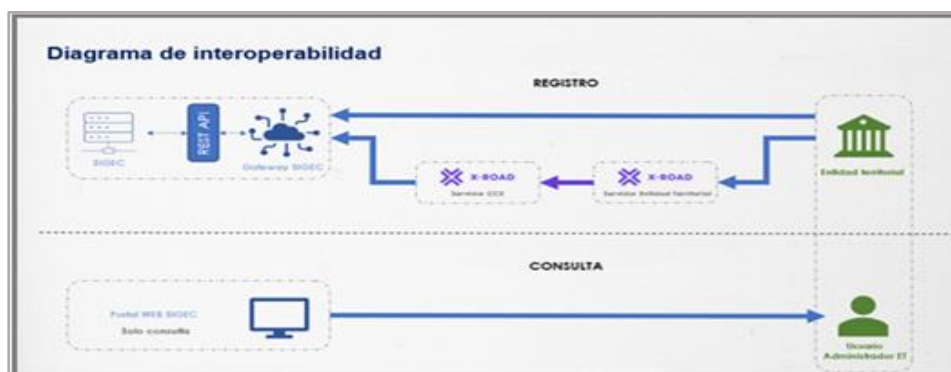 Diagrama de interoperabilidad
REGISTRO
REST API
SIGEC
Gateway SIGEC
X-ROAD
Servicio CCE
X-ROAD
Servicio Entidad Territorial
Entidad territorial
CONSULTA
Portal WEB SIGEC
Solo consulta
Usuario
Administrador ET